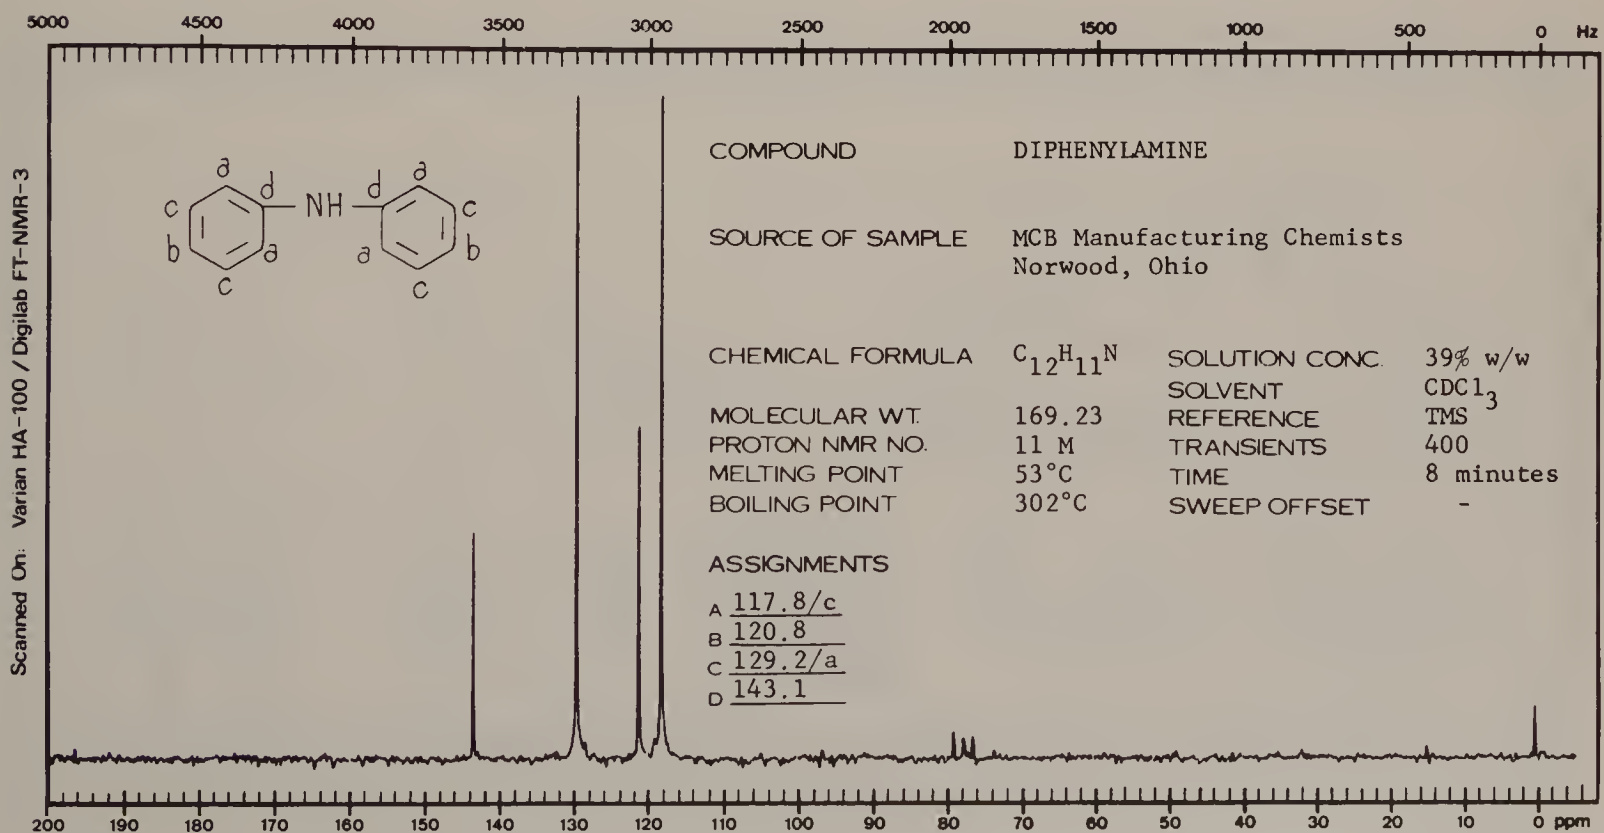 5000 4500 4000 3500 3000 2500 2000 1500 1000 500 0 Hz
Scanned On: Varian HA-100 / Digilab FT-NMR-3
a a
c d NH d c
b a a b
c c
COMPOUND DIPHENYLAMINE
SOURCE OF SAMPLE MCB Manufacturing Chemists
Norwood, Ohio
CHEMICAL FORMULA C12H11N SOLUTION CONC. 39% w/w
SOLVENT CDCl3
MOLECULAR WT. 169.23 REFERENCE TMS
PROTON NMR NO. 11 M TRANSIENTS 400
MELTING POINT 53°C TIME 8 minutes
BOILING POINT 302°C SWEEP OFFSET -
ASSIGNMENTS
A 117.8/c
B 120.8
C 129.2/a
D 143.1
200 190 180 170 160 150 140 130 120 110 100 90 80 70 60 50 40 30 20 10 0 ppm